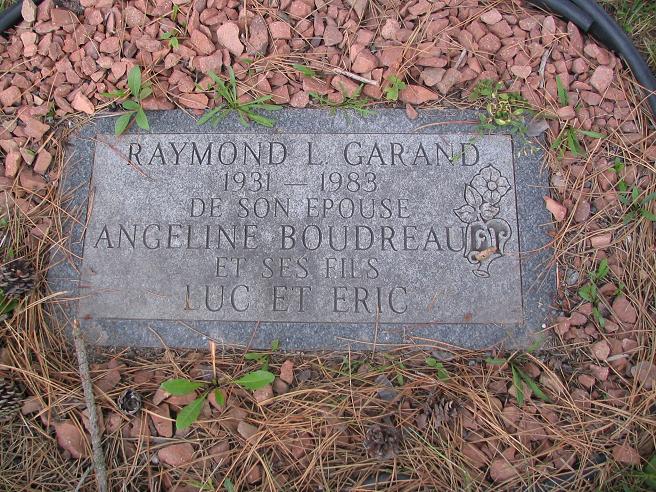 RAYMOND L. GARAND
1931 — 1983
DE SON EPOUSE
ANGELINE BOUDREAU
ET SES FILS
LUC ET ERIC